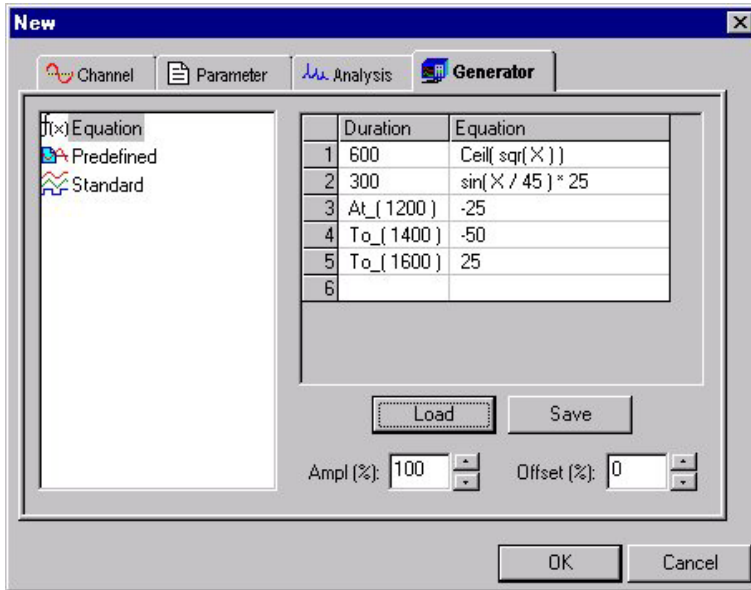 New
Channel Parameter Analysis Generator
f(x) Equation
Predefined
Standard
Duration Equation
1 600 Ceil( sqr( X ) )
2 300 sin( X / 45 ) * 25
3 At_( 1200 ) -25
4 To_( 1400 ) -50
5 To_( 1600 ) 25
6
Load Save
Ampl (%): 100 Offset (%): 0
OK Cancel